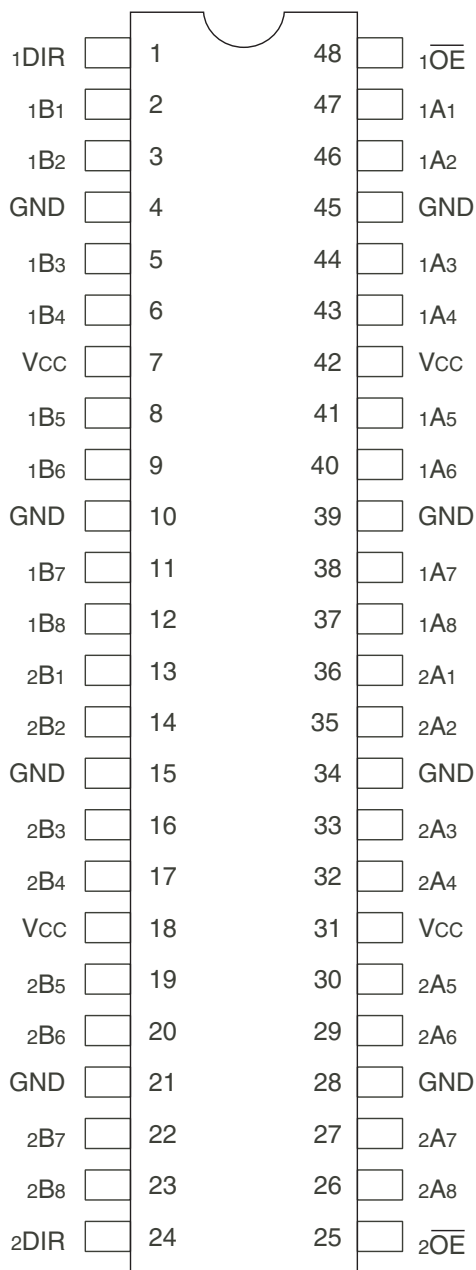 1DIR 1 48 1O̅E̅
1B1 2 47 1A1
1B2 3 46 1A2
GND 4 45 GND
1B3 5 44 1A3
1B4 6 43 1A4
VCC 7 42 VCC
1B5 8 41 1A5
1B6 9 40 1A6
GND 10 39 GND
1B7 11 38 1A7
1B8 12 37 1A8
2B1 13 36 2A1
2B2 14 35 2A2
GND 15 34 GND
2B3 16 33 2A3
2B4 17 32 2A4
VCC 18 31 VCC
2B5 19 30 2A5
2B6 20 29 2A6
GND 21 28 GND
2B7 22 27 2A7
2B8 23 26 2A8
2DIR 24 25 2O̅E̅